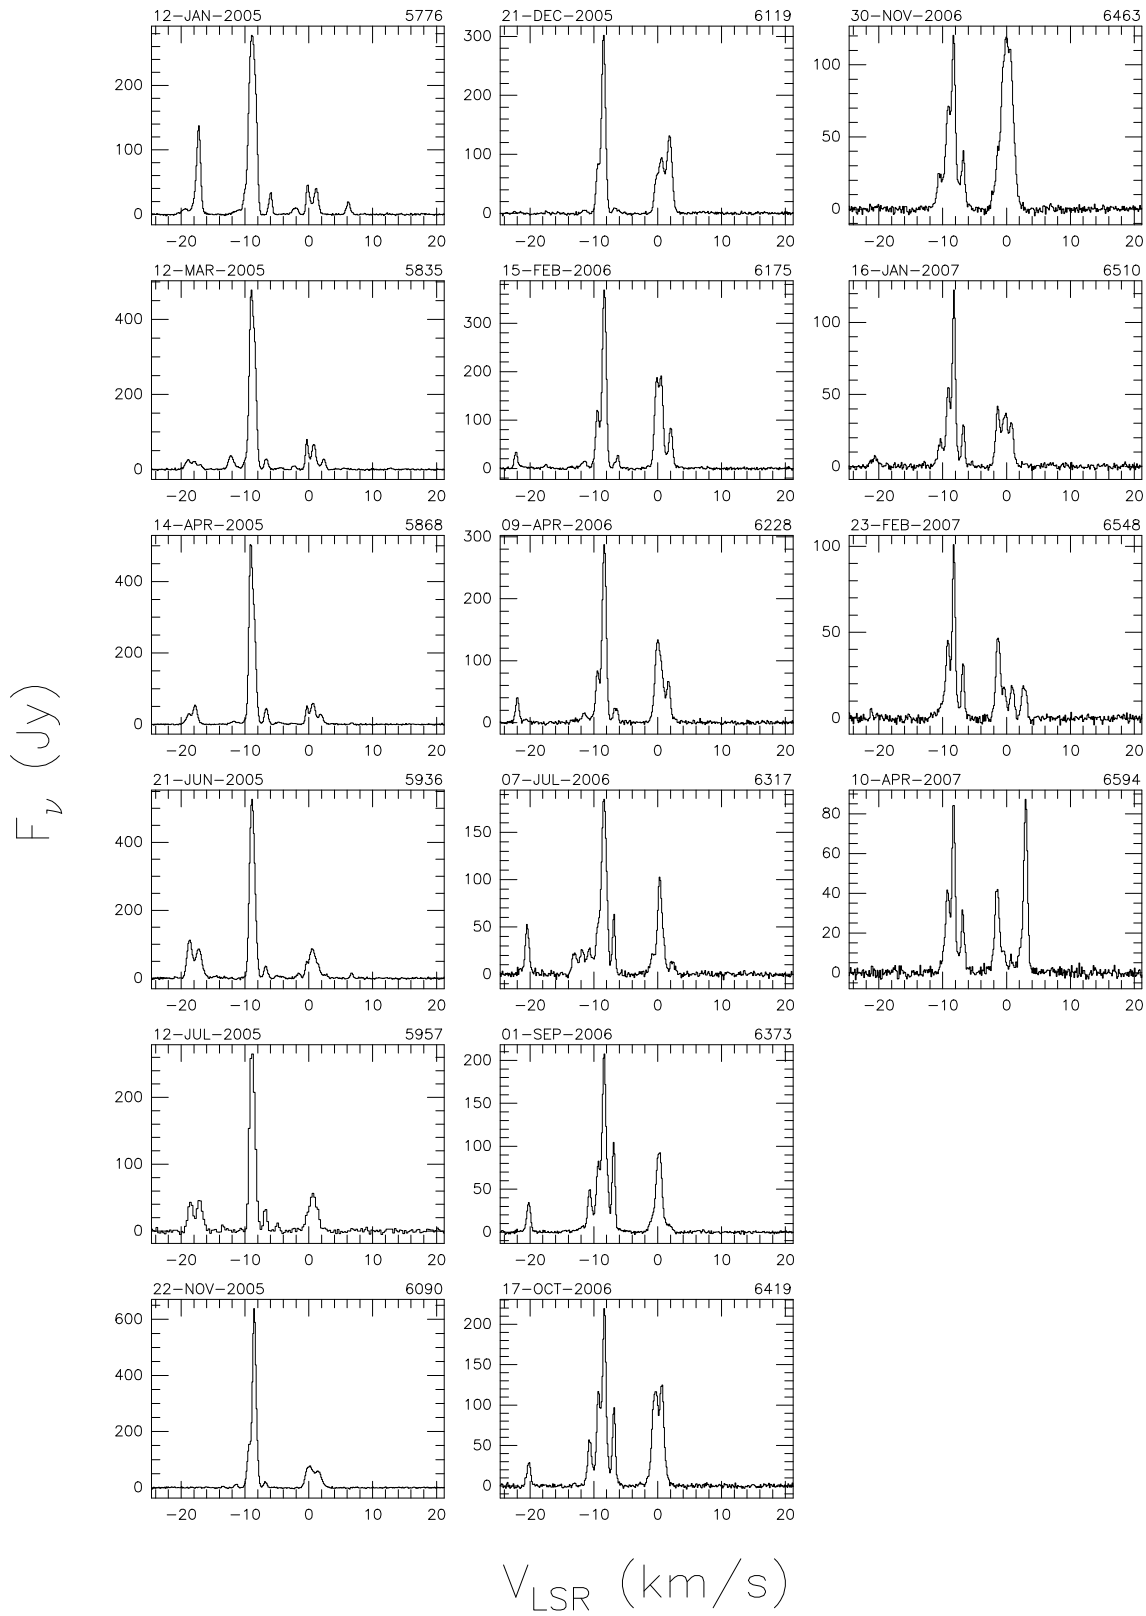 12-JAN-2005 5776
200
100
0
-20 -10 0 10 20
12-MAR-2005 5835
400
200
0
-20 -10 0 10 20
14-APR-2005 5868
400
200
0
-20 -10 0 10 20
21-JUN-2005 5936
400
200
0
-20 -10 0 10 20
12-JUL-2005 5957
200
100
0
-20 -10 0 10 20
22-NOV-2005 6090
600
400
200
0
-20 -10 0 10 20
21-DEC-2005 6119
300
200
100
0
-20 -10 0 10 20
15-FEB-2006 6175
300
200
100
0
-20 -10 0 10 20
09-APR-2006 6228
300
200
100
0
-20 -10 0 10 20
07-JUL-2006 6317
150
100
50
0
-20 -10 0 10 20
01-SEP-2006 6373
200
150
100
50
0
-20 -10 0 10 20
17-OCT-2006 6419
200
150
100
50
0
-20 -10 0 10 20
30-NOV-2006 6463
100
50
0
-20 -10 0 10 20
16-JAN-2007 6510
100
50
0
-20 -10 0 10 20
23-FEB-2007 6548
100
50
0
-20 -10 0 10 20
10-APR-2007 6594
80
60
40
20
0
-20 -10 0 10 20
F_ν (Jy)
V_LSR (km/s)